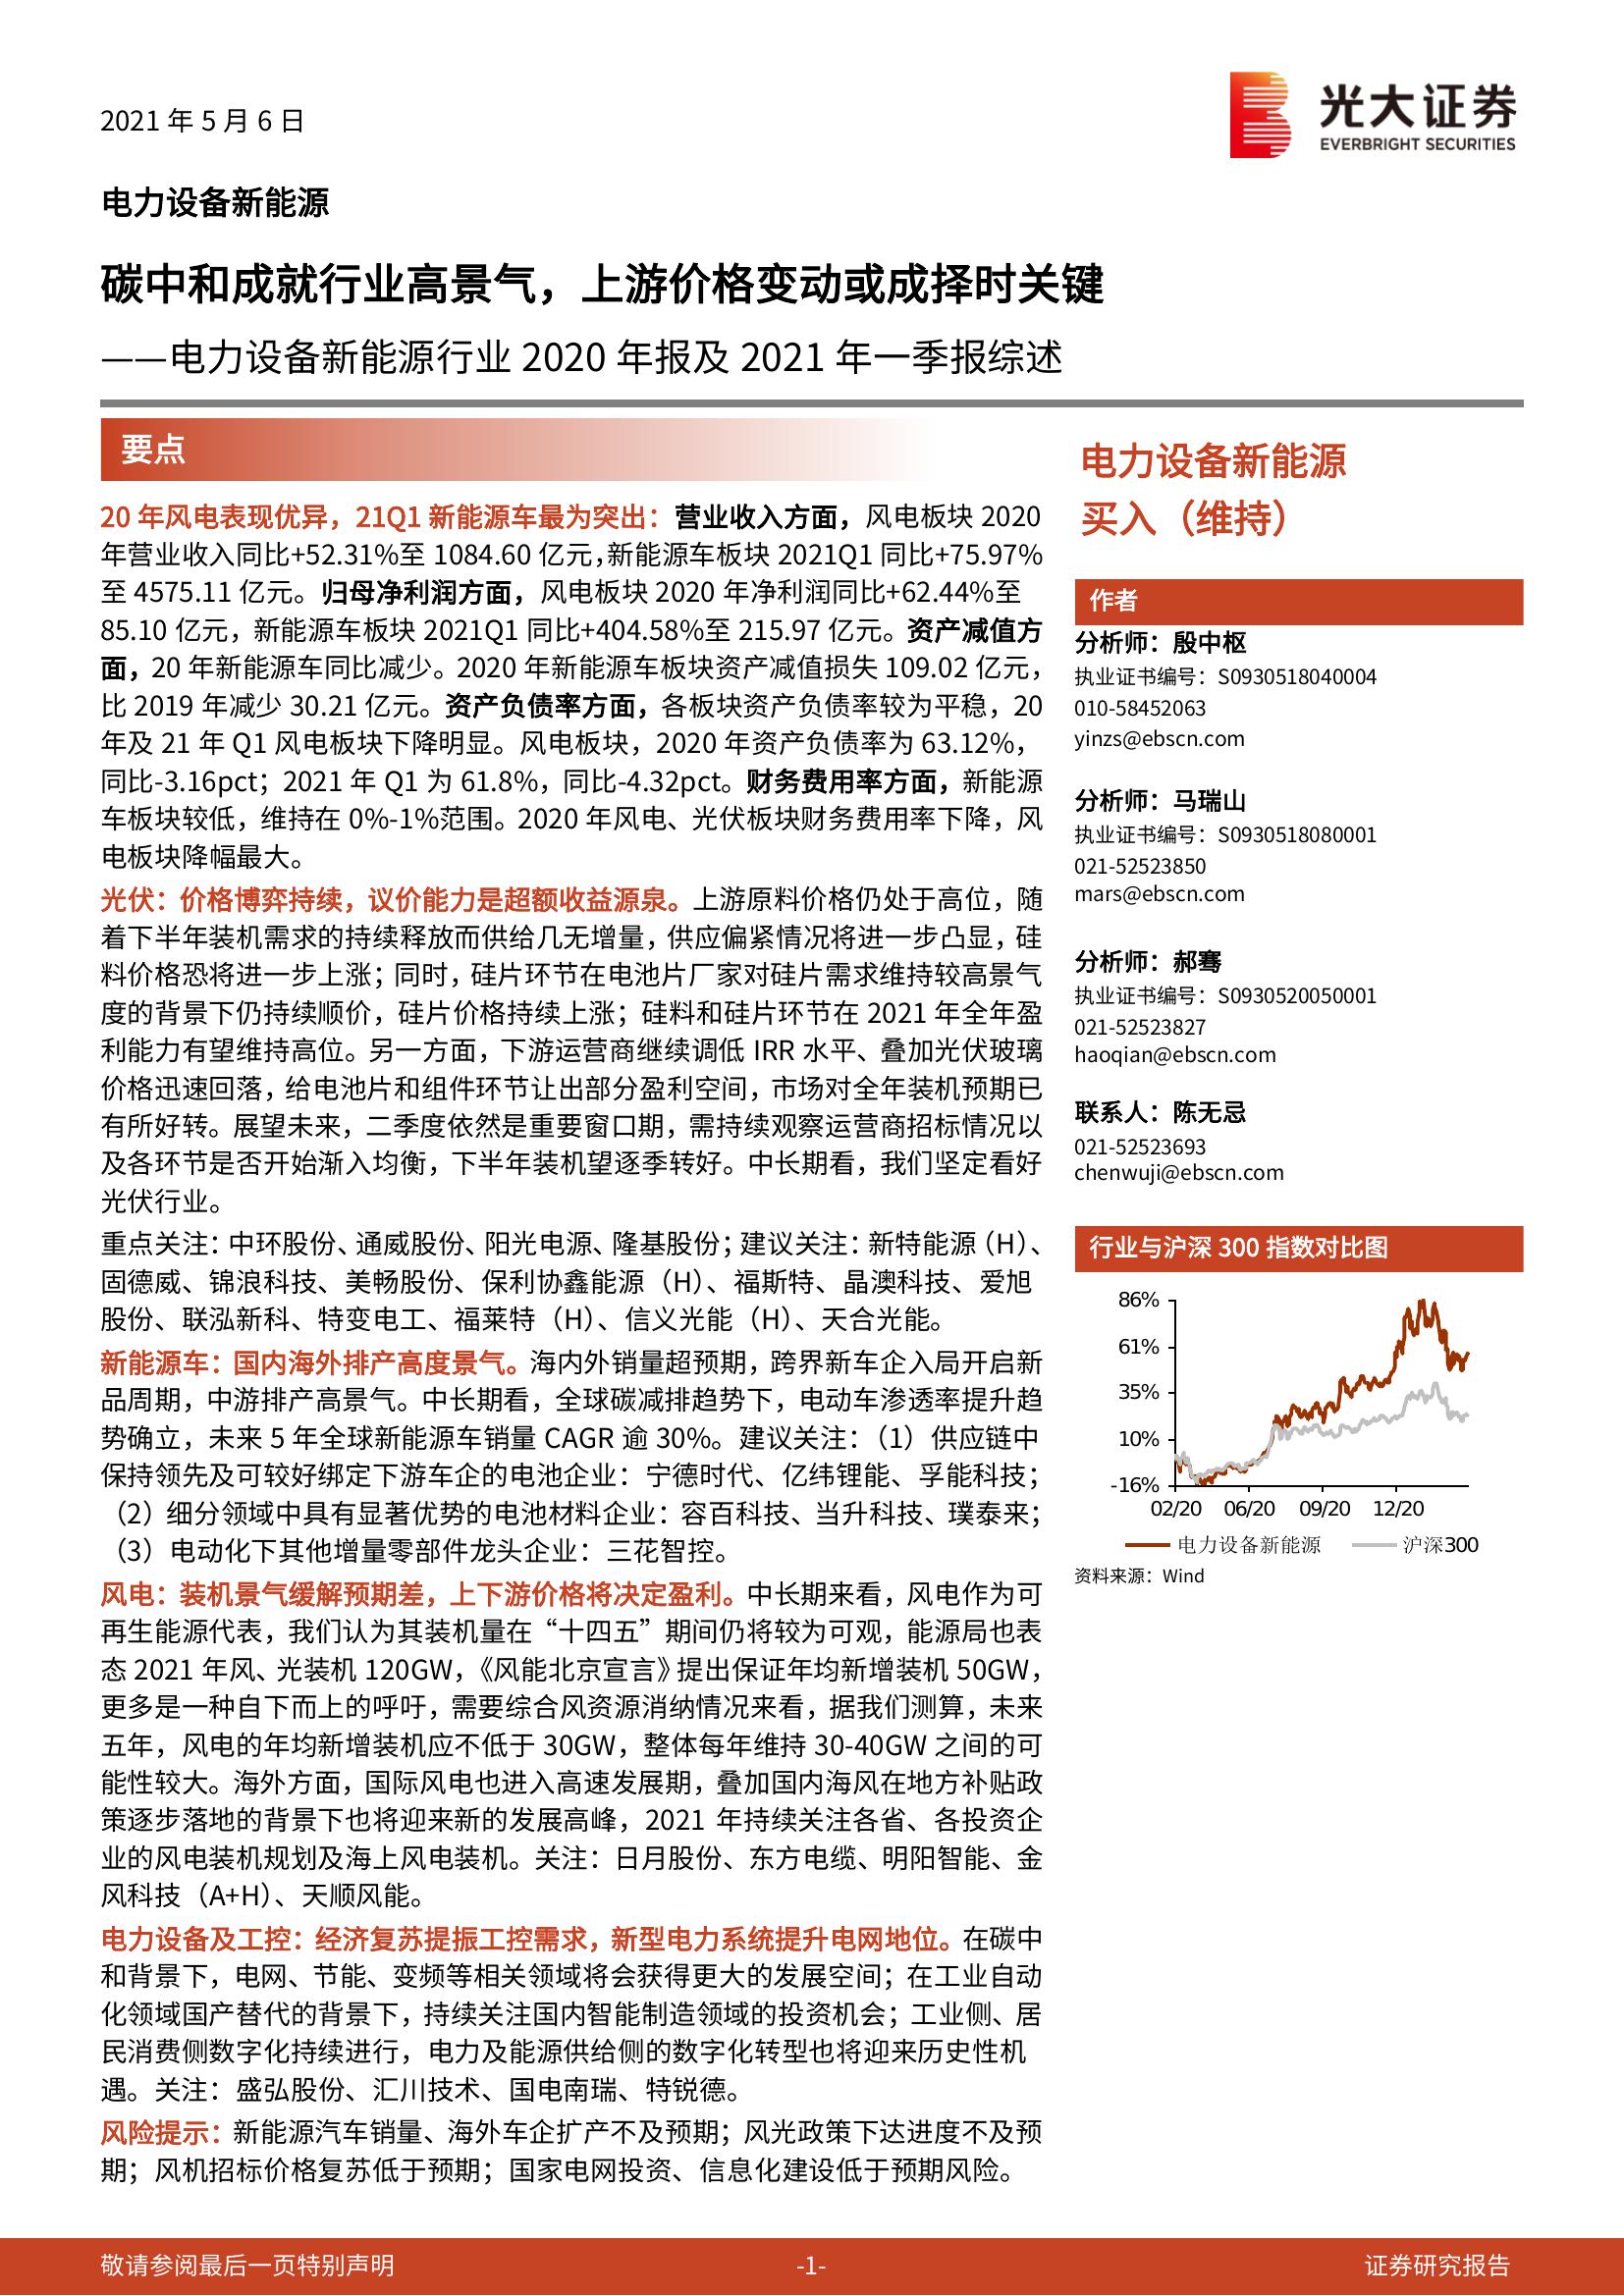 2021 年 5 月 6 日
光大证券
EVERBRIGHT SECURITIES
电力设备新能源
碳中和成就行业高景气，上游价格变动或成择时关键
——电力设备新能源行业 2020 年报及 2021 年一季报综述
要点
20 年风电表现优异，21Q1 新能源车最为突出：营业收入方面，风电板块 2020
年营业收入同比+52.31%至 1084.60 亿元，新能源车板块 2021Q1 同比+75.97%
至 4575.11 亿元。归母净利润方面，风电板块 2020 年净利润同比+62.44%至
85.10 亿元，新能源车板块 2021Q1 同比+404.58%至 215.97 亿元。资产减值方
面，20 年新能源车同比减少。2020 年新能源车板块资产减值损失 109.02 亿元，
比 2019 年减少 30.21 亿元。资产负债率方面，各板块资产负债率较为平稳，20
年及 21 年 Q1 风电板块下降明显。风电板块，2020 年资产负债率为 63.12%，
同比-3.16pct；2021 年 Q1 为 61.8%，同比-4.32pct。财务费用率方面，新能源
车板块较低，维持在 0%-1%范围。2020 年风电、光伏板块财务费用率下降，风
电板块降幅最大。
光伏：价格博弈持续，议价能力是超额收益源泉。上游原料价格仍处于高位，随
着下半年装机需求的持续释放而供给几无增量，供应偏紧情况将进一步凸显，硅
料价格恐将进一步上涨；同时，硅片环节在电池片厂家对硅片需求维持较高景气
度的背景下仍持续顺价，硅片价格持续上涨；硅料和硅片环节在 2021 年全年盈
利能力有望维持高位。另一方面，下游运营商继续调低 IRR 水平、叠加光伏玻璃
价格迅速回落，给电池片和组件环节让出部分盈利空间，市场对全年装机预期已
有所好转。展望未来，二季度依然是重要窗口期，需持续观察运营商招标情况以
及各环节是否开始渐入均衡，下半年装机望逐季转好。中长期看，我们坚定看好
光伏行业。
重点关注：中环股份、通威股份、阳光电源、隆基股份；建议关注：新特能源（H）、
固德威、锦浪科技、美畅股份、保利协鑫能源（H）、福斯特、晶澳科技、爱旭
股份、联泓新科、特变电工、福莱特（H）、信义光能（H）、天合光能。
新能源车：国内海外排产高度景气。海内外销量超预期，跨界新车企入局开启新
品周期，中游排产高景气。中长期看，全球碳减排趋势下，电动车渗透率提升趋
势确立，未来 5 年全球新能源车销量 CAGR 逾 30%。建议关注：（1）供应链中
保持领先及可较好绑定下游车企的电池企业：宁德时代、亿纬锂能、孚能科技；
（2）细分领域中具有显著优势的电池材料企业：容百科技、当升科技、璞泰来；
（3）电动化下其他增量零部件龙头企业：三花智控。
风电：装机景气缓解预期差，上下游价格将决定盈利。中长期来看，风电作为可
再生能源代表，我们认为其装机量在“十四五”期间仍将较为可观，能源局也表
态 2021 年风、光装机 120GW，《风能北京宣言》提出保证年均新增装机 50GW，
更多是一种自下而上的呼吁，需要综合风资源消纳情况来看，据我们测算，未来
五年，风电的年均新增装机应不低于 30GW，整体每年维持 30-40GW 之间的可
能性较大。海外方面，国际风电也进入高速发展期，叠加国内海风在地方补贴政
策逐步落地的背景下也将迎来新的发展高峰，2021 年持续关注各省、各投资企
业的风电装机规划及海上风电装机。关注：日月股份、东方电缆、明阳智能、金
风科技（A+H）、天顺风能。
电力设备及工控：经济复苏提振工控需求，新型电力系统提升电网地位。在碳中
和背景下，电网、节能、变频等相关领域将会获得更大的发展空间；在工业自动
化领域国产替代的背景下，持续关注国内智能制造领域的投资机会；工业侧、居
民消费侧数字化持续进行，电力及能源供给侧的数字化转型也将迎来历史性机
遇。关注：盛弘股份、汇川技术、国电南瑞、特锐德。
风险提示：新能源汽车销量、海外车企扩产不及预期；风光政策下达进度不及预
期；风机招标价格复苏低于预期；国家电网投资、信息化建设低于预期风险。
电力设备新能源
买入（维持）
作者
分析师：殷中枢
执业证书编号：S0930518040004
010-58452063
yinzs@ebscn.com
分析师：马瑞山
执业证书编号：S0930518080001
021-52523850
mars@ebscn.com
分析师：郝骞
执业证书编号：S0930520050001
021-52523827
haoqian@ebscn.com
联系人：陈无忌
021-52523693
chenwuji@ebscn.com
行业与沪深 300 指数对比图
86%
61%
35%
10%
-16%
02/20 06/20 09/20 12/20
电力设备新能源 沪深300
资料来源：Wind
敬请参阅最后一页特别声明 -1- 证券研究报告